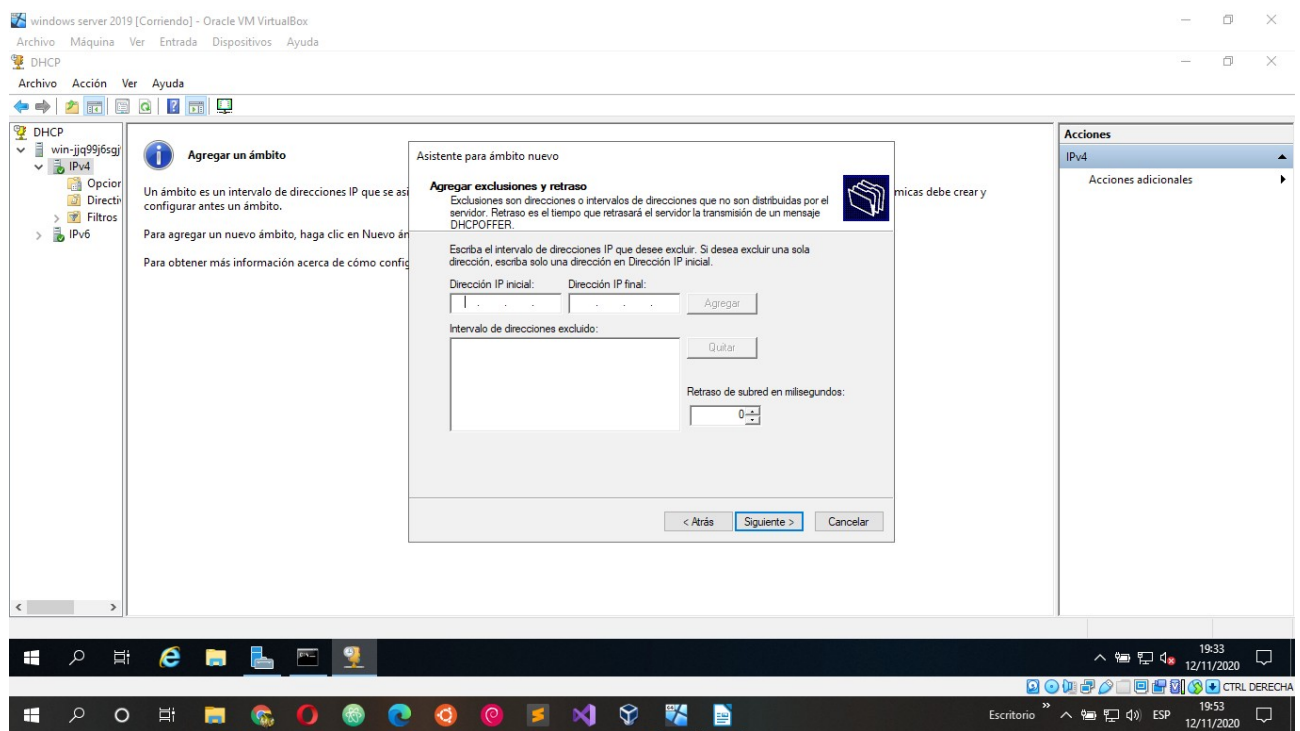 windows server 2019 [Corriendo] - Oracle VM VirtualBox
Archivo Máquina Ver Entrada Dispositivos Ayuda
DHCP
Archivo Acción Ver Ayuda
DHCP
win-jjq99j6sgj
IPv4
Opcion
Directiv
Filtros
IPv6
Agregar un ámbito
Un ámbito es un intervalo de direcciones IP que se asi
micas debe crear y
configurar antes un ámbito.
Para agregar un nuevo ámbito, haga clic en Nuevo ám
Para obtener más información acerca de cómo config
Asistente para ámbito nuevo
Agregar exclusiones y retraso
Exclusiones son direcciones o intervalos de direcciones que no son distribuidas por el
servidor. Retraso es el tiempo que retrasará el servidor la transmisión de un mensaje
DHCPOFFER.
Escriba el intervalo de direcciones IP que desee excluir. Si desea excluir una sola
dirección, escriba solo una dirección en Dirección IP inicial.
Dirección IP inicial: Dirección IP final:
Agregar
Intervalo de direcciones excluido:
Quitar
Retraso de subred en milisegundos:
0
< Atrás Siguiente > Cancelar
Acciones
IPv4
Acciones adicionales
19:33
12/11/2020
CTRL DERECHA
Escritorio » ESP 19:53
12/11/2020